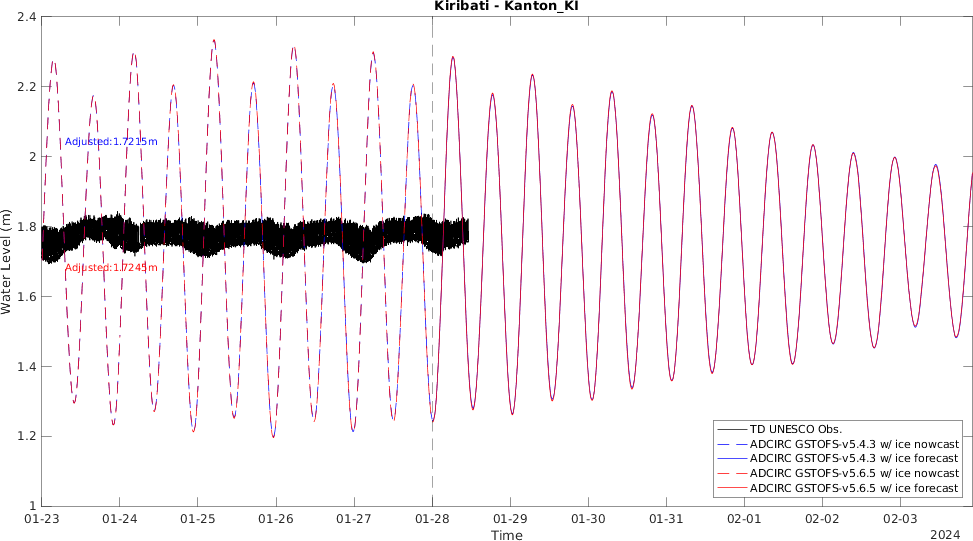 Kiribati - Kanton_KI
2.4
2.2
2
1.8
1.6
1.4
1.2
1
Water Level (m)
Adjusted:1.7215m
Adjusted:1.7245m
TD UNESCO Obs.
ADCIRC GSTOFS-v5.4.3 w/ ice nowcast
ADCIRC GSTOFS-v5.4.3 w/ ice forecast
ADCIRC GSTOFS-v5.6.5 w/ ice nowcast
ADCIRC GSTOFS-v5.6.5 w/ ice forecast
01-23 01-24 01-25 01-26 01-27 01-28 01-29 01-30 01-31 02-01 02-02 02-03
Time
2024